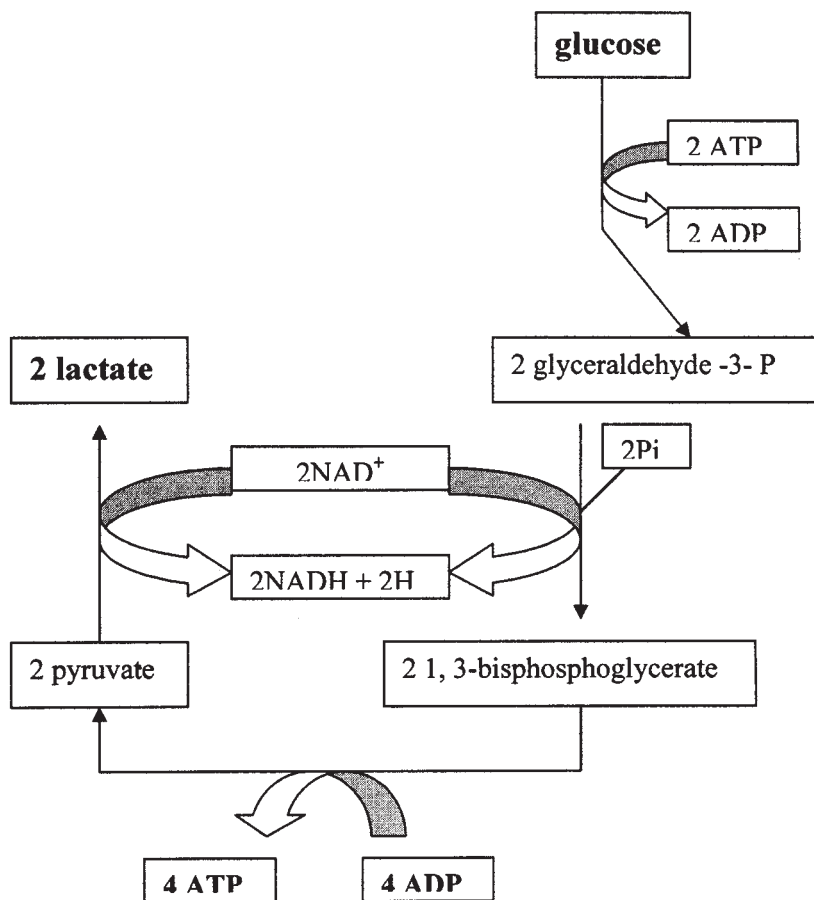 glucose
2 ATP
2 ADP
2 lactate
2 glyceraldehyde -3- P
2NAD⁺
2Pi
2NADH + 2H
2 pyruvate
2 1, 3-bisphosphoglycerate
4 ATP
4 ADP